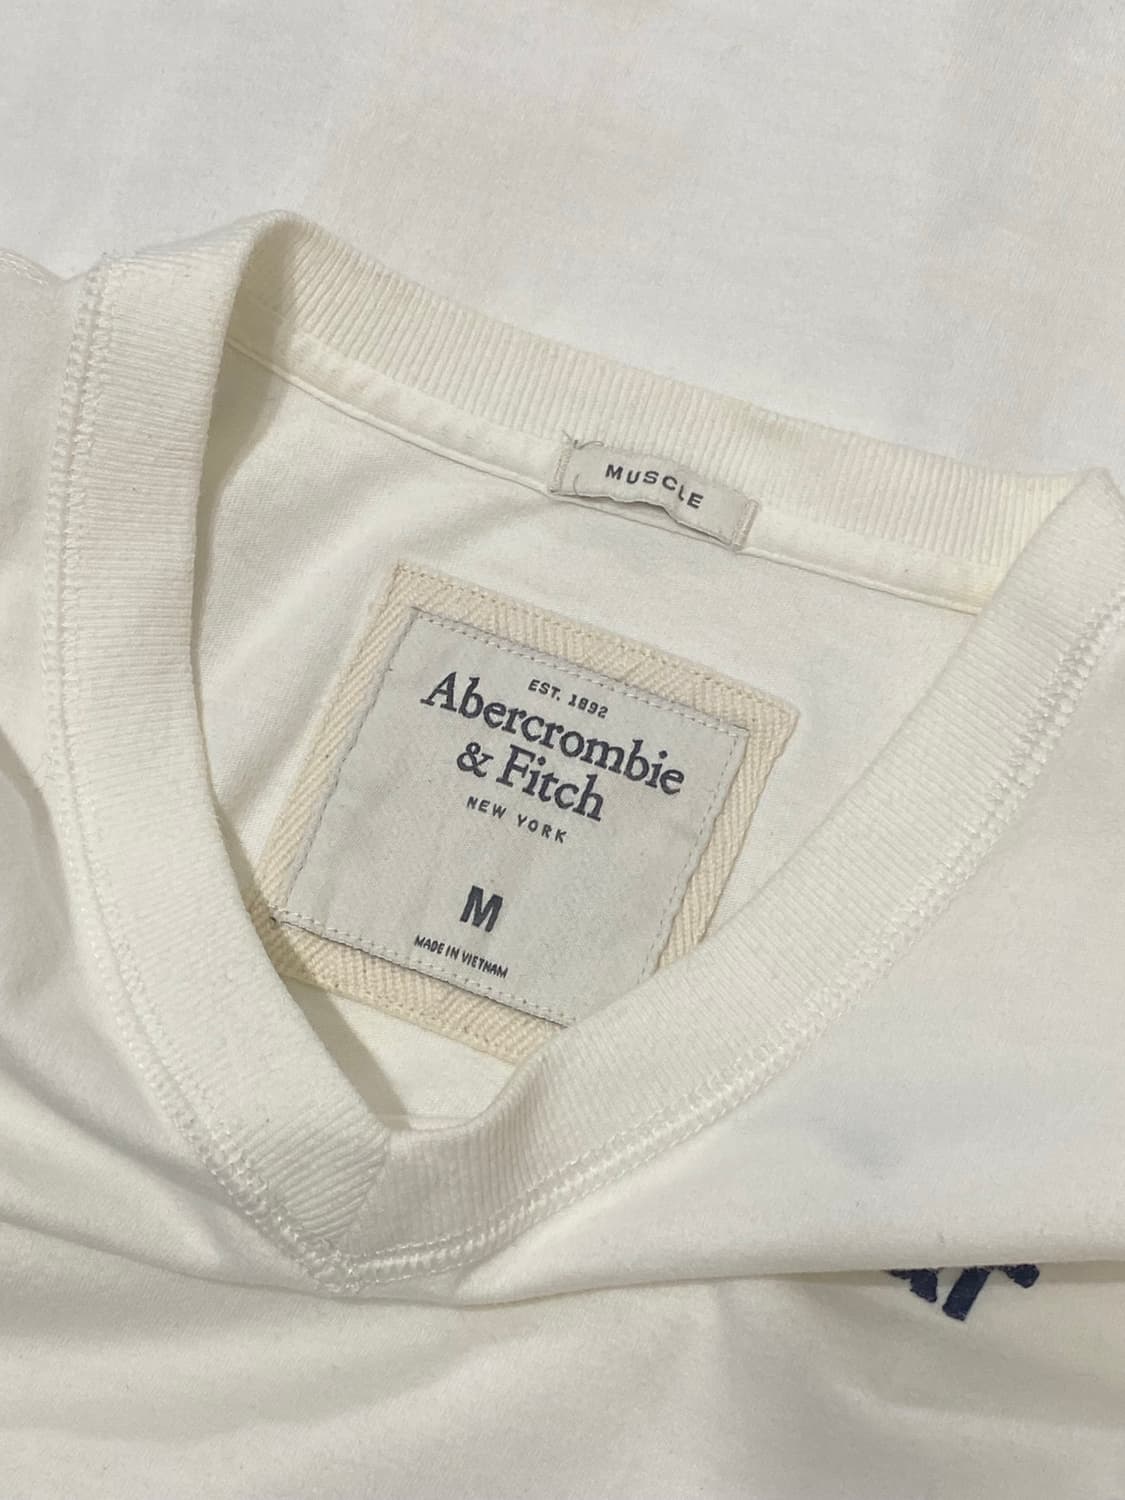 MUSCLE
EST. 1892
Abercrombie
& Fitch
NEW YORK
M
MADE IN VIETNAM